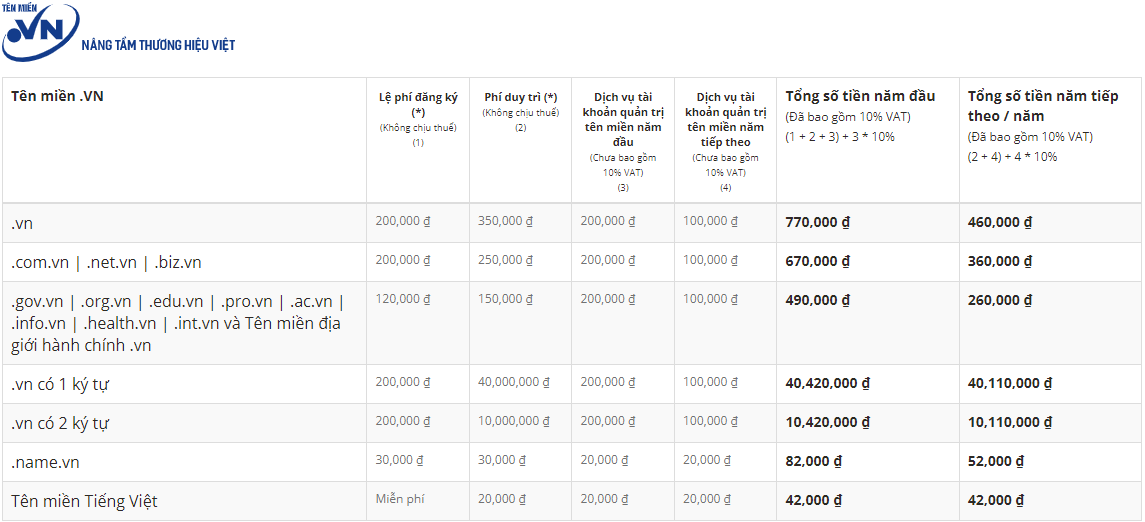 TÊN MIỀN
.VN
NÂNG TẦM THƯƠNG HIỆU VIỆT
Tên miền .VN
Lệ phí đăng ký
(*)
(Không chịu thuế)
(1)
Phí duy trì (*)
(Không chịu thuế)
(2)
Dịch vụ tài
khoản quản trị
tên miền năm
đầu
(Chưa bao gồm
10% VAT)
(3)
Dịch vụ tài
khoản quản trị
tên miền năm
tiếp theo
(Chưa bao gồm
10% VAT)
(4)
Tổng số tiền năm đầu
(Đã bao gồm 10% VAT)
(1 + 2 + 3) + 3 * 10%
Tổng số tiền năm tiếp
theo / năm
(Đã bao gồm 10% VAT)
(2 + 4) + 4 * 10%
.vn 200,000 ₫ 350,000 ₫ 200,000 ₫ 100,000 ₫ 770,000 ₫ 460,000 ₫
.com.vn | .net.vn | .biz.vn 200,000 ₫ 250,000 ₫ 200,000 ₫ 100,000 ₫ 670,000 ₫ 360,000 ₫
.gov.vn | .org.vn | .edu.vn | .pro.vn | .ac.vn | 120,000 ₫ 150,000 ₫ 200,000 ₫ 100,000 ₫ 490,000 ₫ 260,000 ₫
.info.vn | .health.vn | .int.vn và Tên miền địa
giới hành chính .vn
.vn có 1 ký tự 200,000 ₫ 40,000,000 ₫ 200,000 ₫ 100,000 ₫ 40,420,000 ₫ 40,110,000 ₫
.vn có 2 ký tự 200,000 ₫ 10,000,000 ₫ 200,000 ₫ 100,000 ₫ 10,420,000 ₫ 10,110,000 ₫
.name.vn 30,000 ₫ 30,000 ₫ 20,000 ₫ 20,000 ₫ 82,000 ₫ 52,000 ₫
Tên miền Tiếng Việt Miễn phí 20,000 ₫ 20,000 ₫ 20,000 ₫ 42,000 ₫ 42,000 ₫